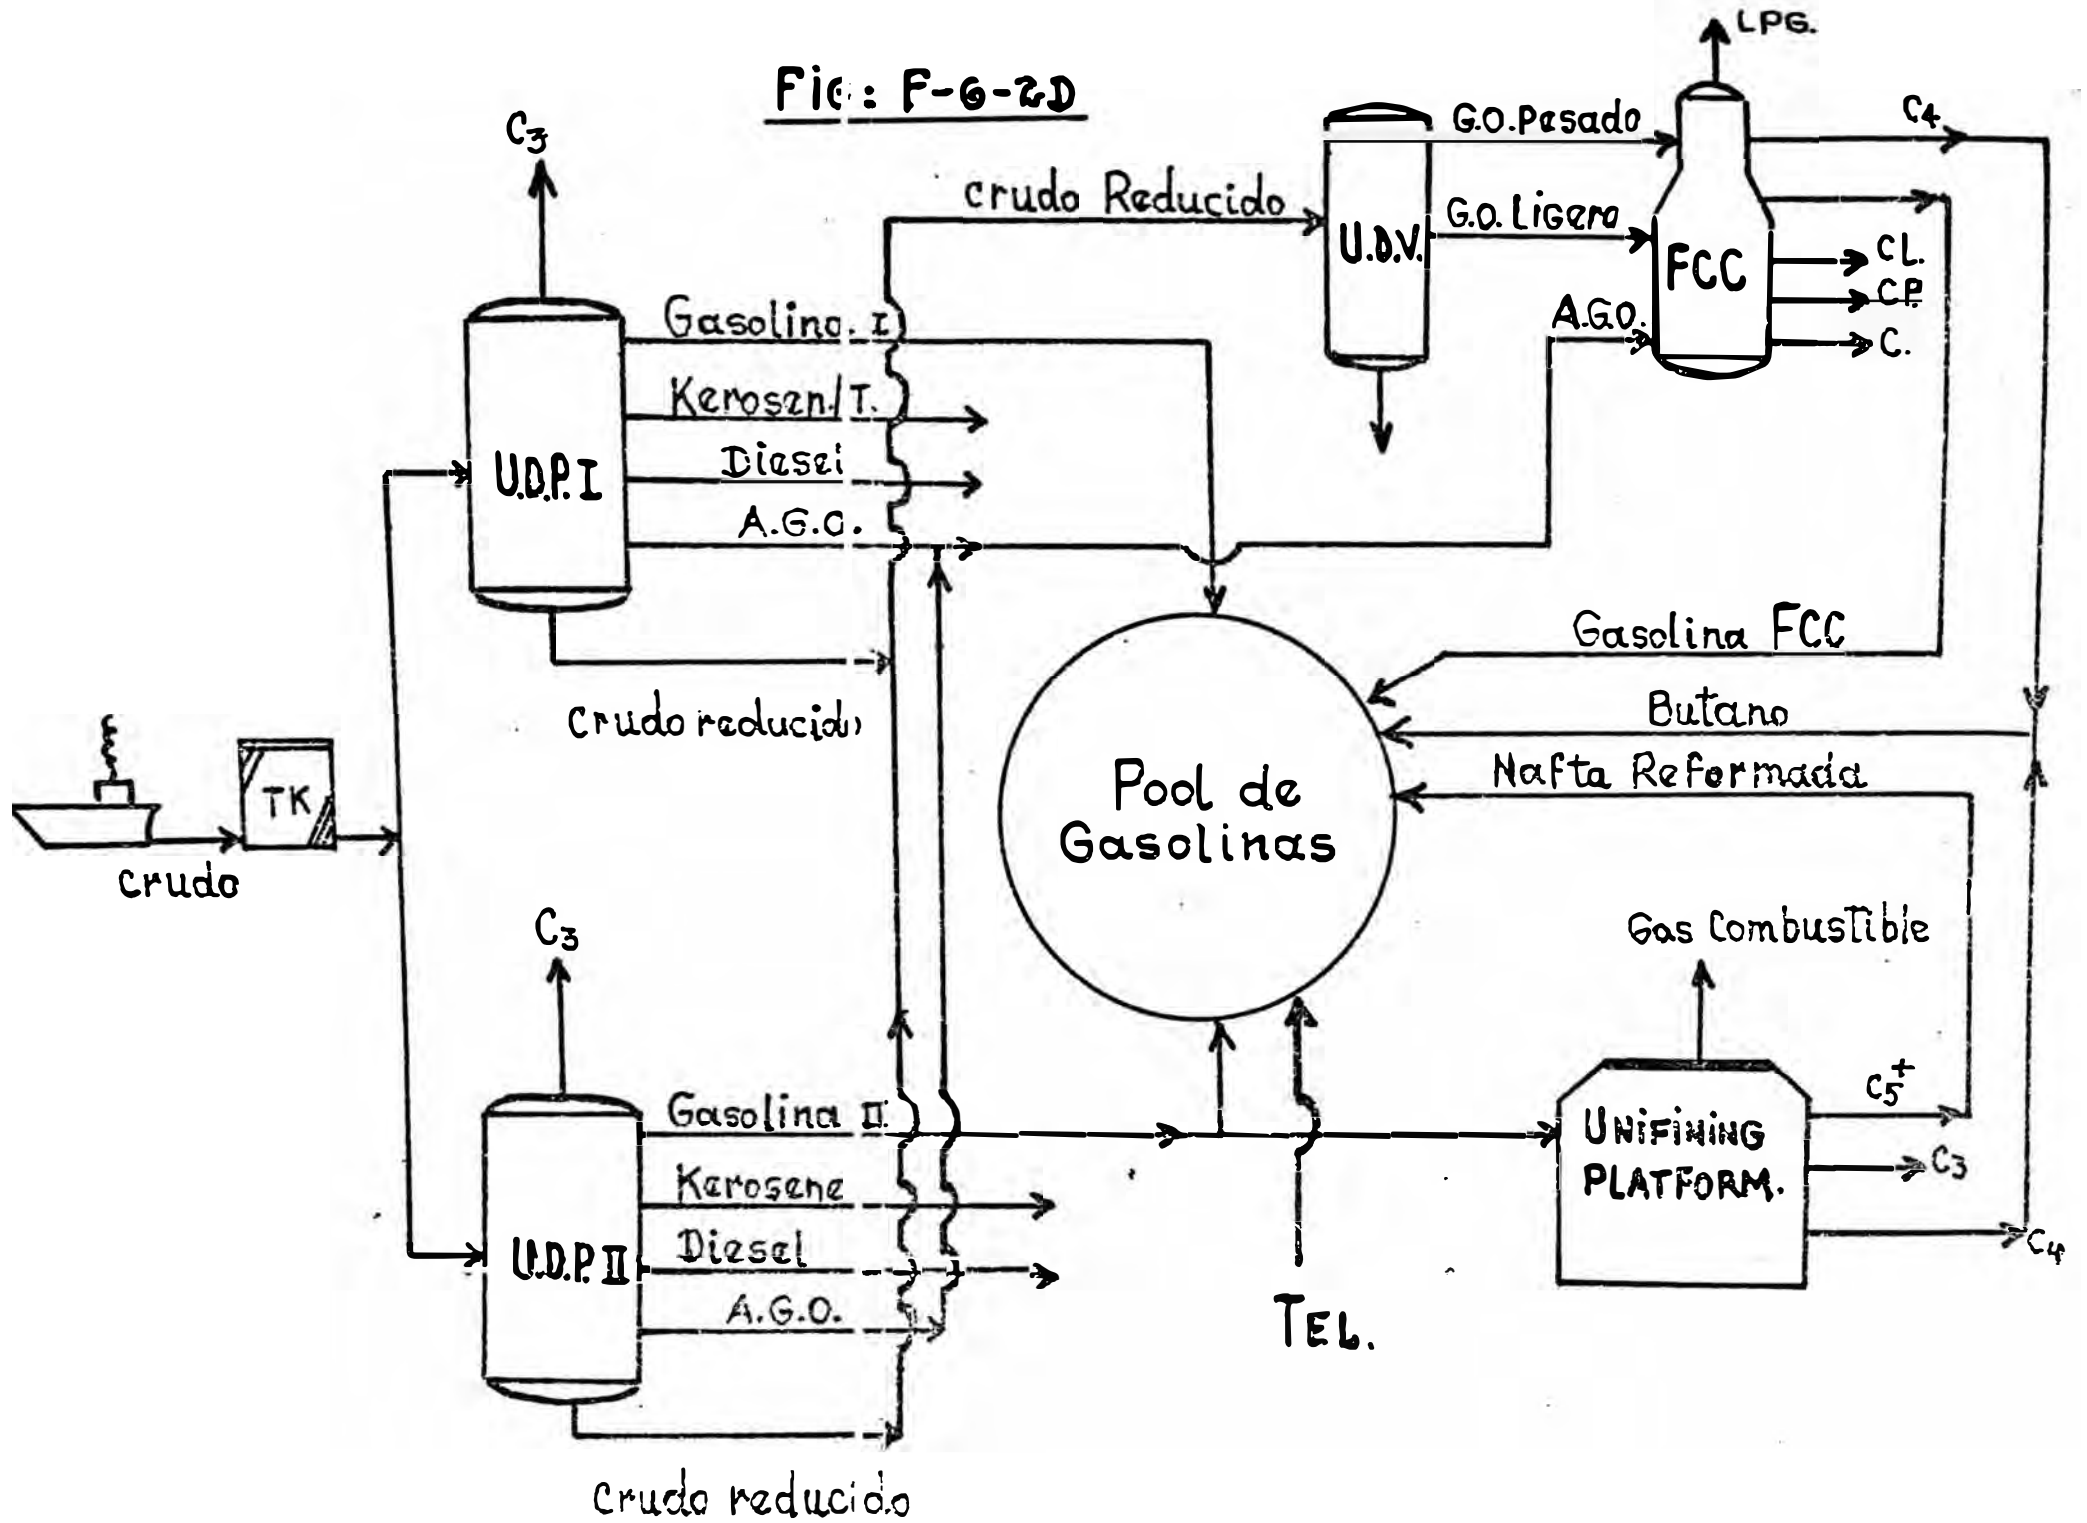 Fig: F-6-2D
LPG.
C3
G.O.Pesado
C4
crudo Reducido
G.O. Ligero
U.D.V.
FCC
CL.
CP.
C.
A.G.O.
Gasolina I
Kerosen/T.
Diesel
U.D.P. I
A.G.O.
Gasolina FCC
Crudo reducido
Butano
Nafta Reformada
TK
Pool de
Gasolinas
crudo
C3
Gas Combustible
Gasolina II.
C5+
UNIFINING
PLATFORM.
C3
Kerosene
Diesel
U.D.P. II
C4
A.G.O.
TEL.
Crudo reducido